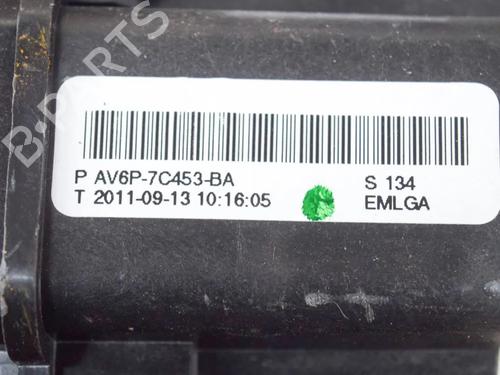 B-PARTS
P AV6P-7C453-BA S 134
T 2011-09-13 10:16:05 EMLGA